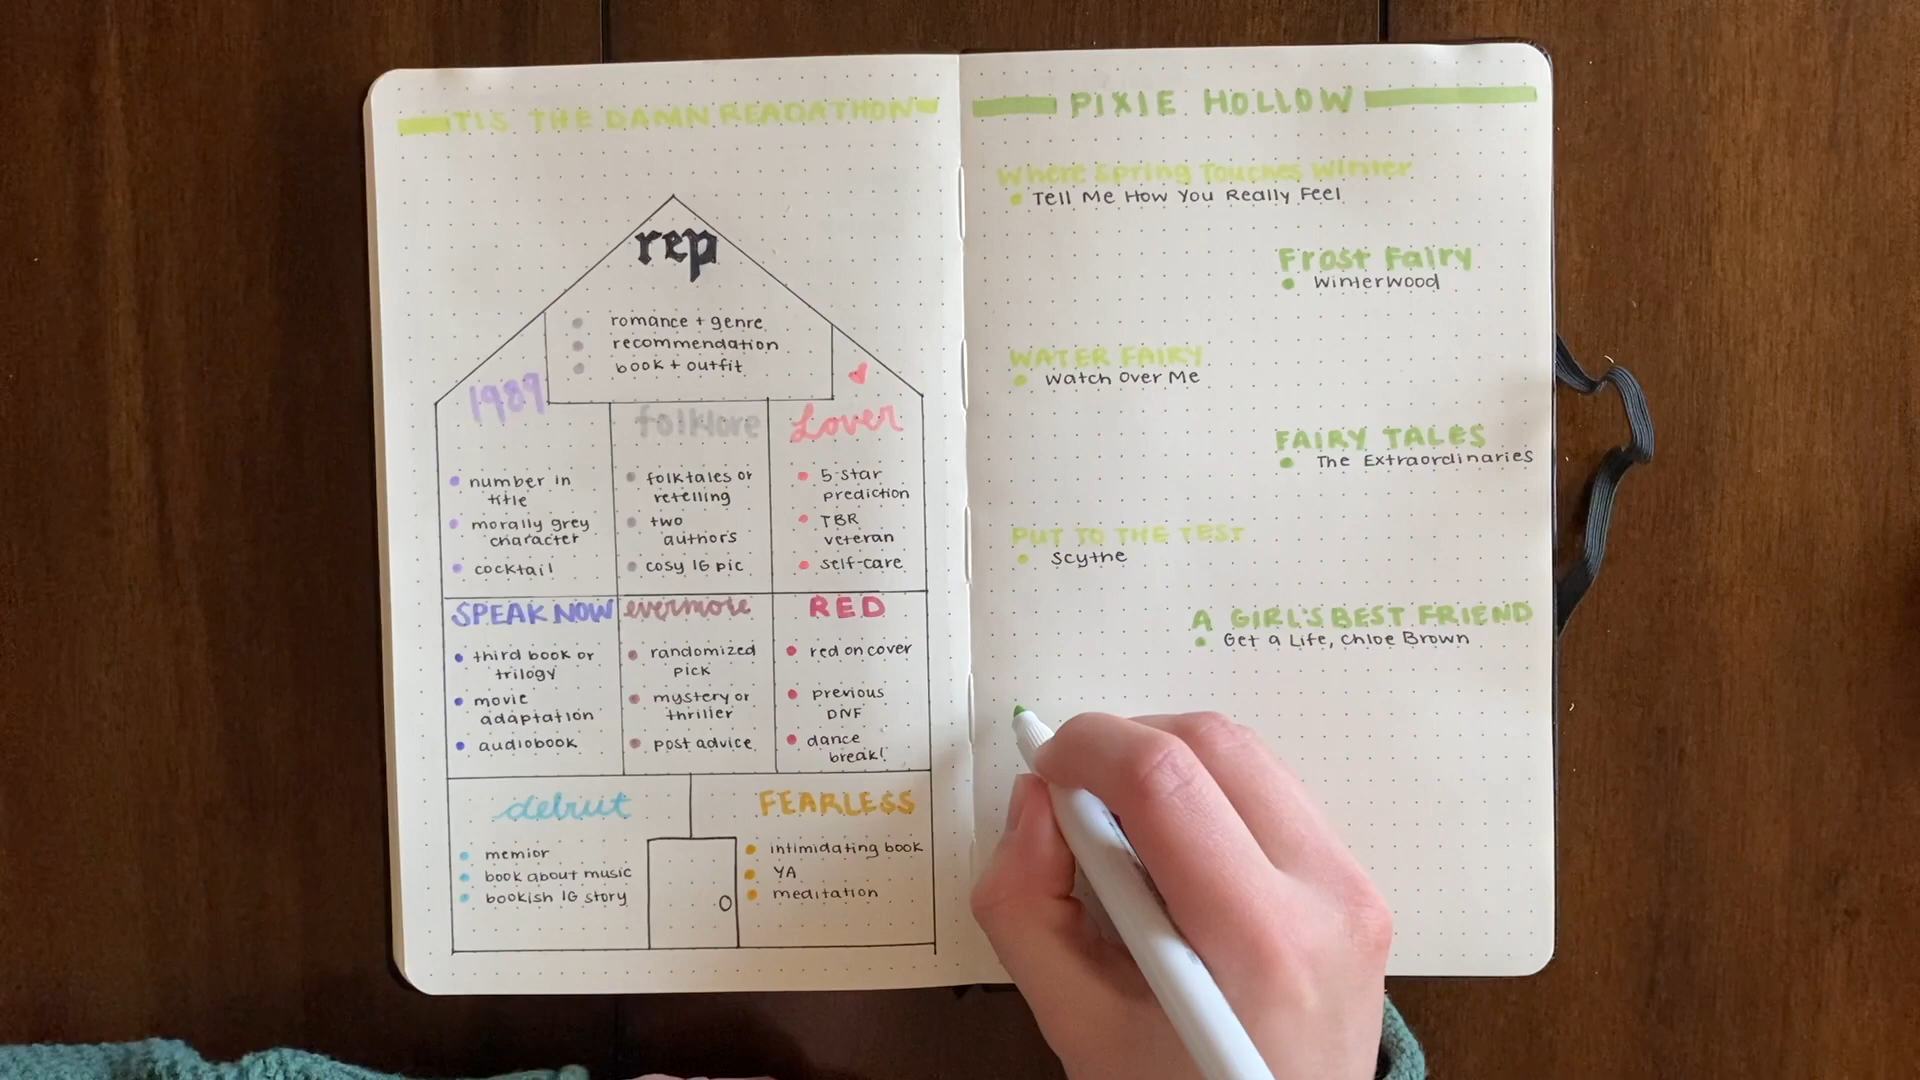 TIS THE DAMN READATHON
rep
romance + genre
recommendation
book + outfit
1989
number in
title
morally grey
character
cocktail
folklore
folktales or
retelling
two
authors
cosy IG pic
Lover
5-star
prediction
TBR
veteran
self-care
SPEAK NOW
third book or
trilogy
movie
adaptation
audiobook
evermore
randomized
pick
mystery or
thriller
post advice
RED
red on cover
previous
DNF
dance
break!
debut
memior
book about music
bookish IG story
FEARLESS
intimidating book
YA
meditation
PIXIE HOLLOW
Where Spring Touches Winter
Tell Me How You Really Feel
Frost Fairy
Winterwood
WATER FAIRY
Watch Over Me
FAIRY TALES
The Extraordinaries
PUT TO THE TEST
Scythe
A GIRL'S BEST FRIEND
Get a Life, Chloe Brown